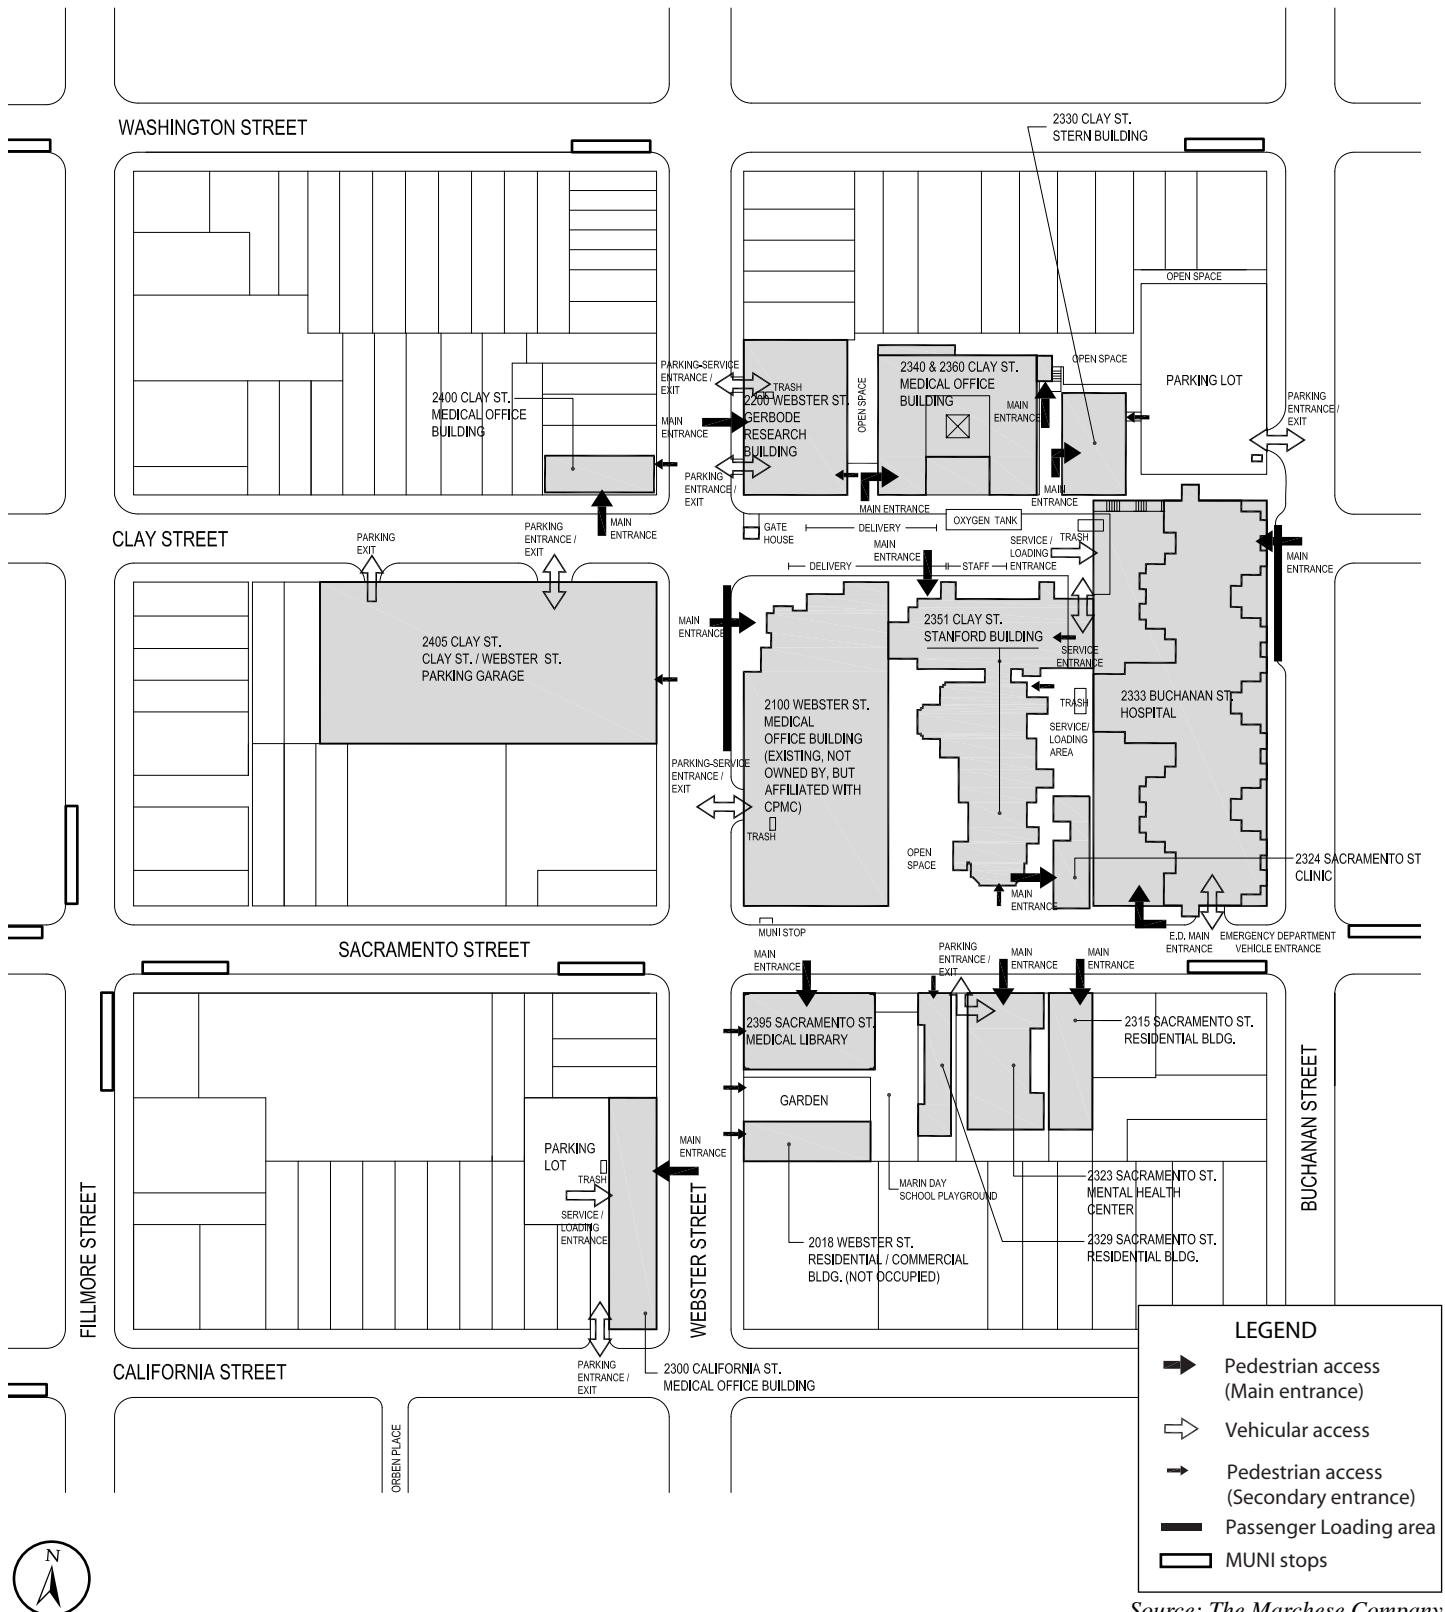 WASHINGTON STREET
2330 CLAY ST.
STERN BUILDING
OPEN SPACE
PARKING LOT
OPEN SPACE
PARKING
ENTRANCE /
EXIT
2400 CLAY ST.
MEDICAL OFFICE
BUILDING
PARKING-SERVICE
ENTRANCE /
EXIT
TRASH
2200 WEBSTER ST.
GERBODE
RESEARCH
BUILDING
MAIN
ENTRANCE
PARKING
ENTRANCE /
EXIT
OPEN SPACE
2340 & 2360 CLAY ST.
MEDICAL OFFICE
BUILDING
MAIN
ENTRANCE
MAIN
ENTRANCE
MAIN ENTRANCE
MAIN
ENTRANCE
CLAY STREET
PARKING
EXIT
PARKING
ENTRANCE /
EXIT
GATE
HOUSE
DELIVERY
OXYGEN TANK
MAIN
ENTRANCE
DELIVERY
STAFF
SERVICE /
LOADING
ENTRANCE
TRASH
MAIN
ENTRANCE
2405 CLAY ST.
CLAY ST. / WEBSTER ST.
PARKING GARAGE
MAIN
ENTRANCE
2351 CLAY ST.
STANFORD BUILDING
SERVICE
ENTRANCE
2100 WEBSTER ST.
MEDICAL
OFFICE BUILDING
(EXISTING, NOT
OWNED BY, BUT
AFFILIATED WITH
CPMC)
TRASH
PARKING-SERVICE
ENTRANCE /
EXIT
TRASH
SERVICE/
LOADING
AREA
2333 BUCHANAN ST.
HOSPITAL
OPEN
SPACE
MAIN
ENTRANCE
2324 SACRAMENTO ST
CLINIC
MUNI STOP
E.D. MAIN
ENTRANCE
EMERGENCY DEPARTMENT
VEHICLE ENTRANCE
SACRAMENTO STREET
MAIN
ENTRANCE
PARKING
ENTRANCE /
EXIT
MAIN
ENTRANCE
MAIN
ENTRANCE
2395 SACRAMENTO ST.
MEDICAL LIBRARY
2315 SACRAMENTO ST.
RESIDENTIAL BLDG.
GARDEN
PARKING
LOT
TRASH
SERVICE /
LOADING
ENTRANCE
MAIN
ENTRANCE
MARIN DAY
SCHOOL PLAYGROUND
2323 SACRAMENTO ST.
MENTAL HEALTH
CENTER
2329 SACRAMENTO ST.
RESIDENTIAL BLDG.
2018 WEBSTER ST.
RESIDENTIAL / COMMERCIAL
BLDG. (NOT OCCUPIED)
FILLMORE STREET
WEBSTER STREET
BUCHANAN STREET
CALIFORNIA STREET
PARKING
ENTRANCE /
EXIT
2300 CALIFORNIA ST.
MEDICAL OFFICE BUILDING
ORBEN PLACE
LEGEND
Pedestrian access
(Main entrance)
Vehicular access
Pedestrian access
(Secondary entrance)
Passenger Loading area
MUNI stops
N
Source: The Marchese Company